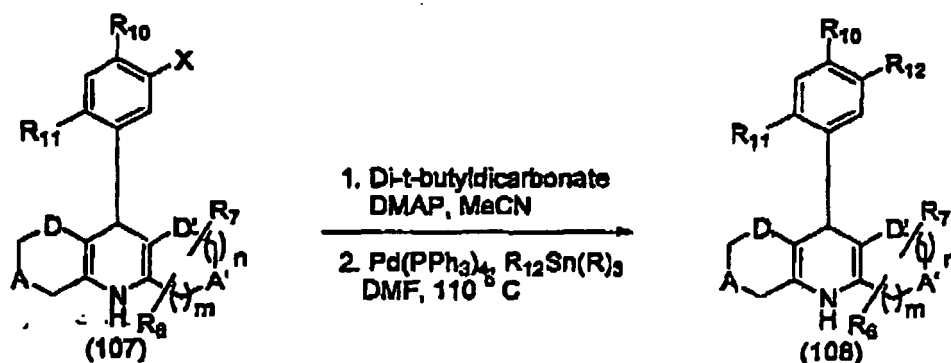 R10
X
R11
D
D'
R7
( )n
A
A'
N
H
( )m
R6
(107)
1. Di-t-butyldicarbonate
DMAP, MeCN
2. Pd(PPh3)4, R12Sn(R)3
DMF, 110 ° C
R10
R12
R11
D
D'
R7
( )n
A
A'
N
H
( )m
R6
(108)